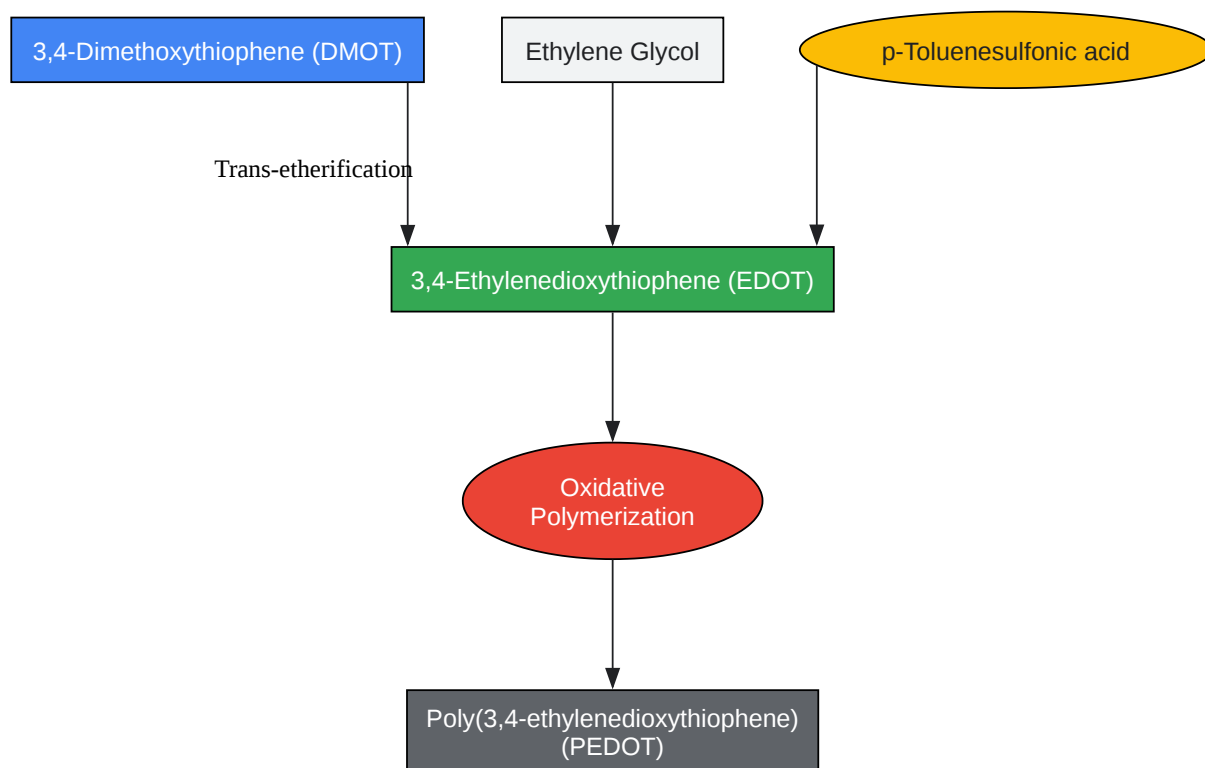 3,4-Dimethoxythiophene (DMOT)
Ethylene Glycol
p-Toluenesulfonic acid
Trans-etherification
3,4-Ethylenedioxythiophene (EDOT)
Oxidative
Polymerization
Poly(3,4-ethylenedioxythiophene)
(PEDOT)